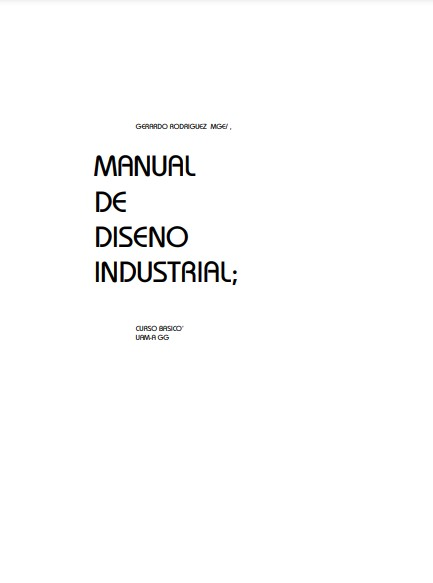 GERARDO RODRIGUEZ MGE/ ,
MANUAL
DE
DISENO
INDUSTRIAL;
CURSO BASICO'
UAM-A GG